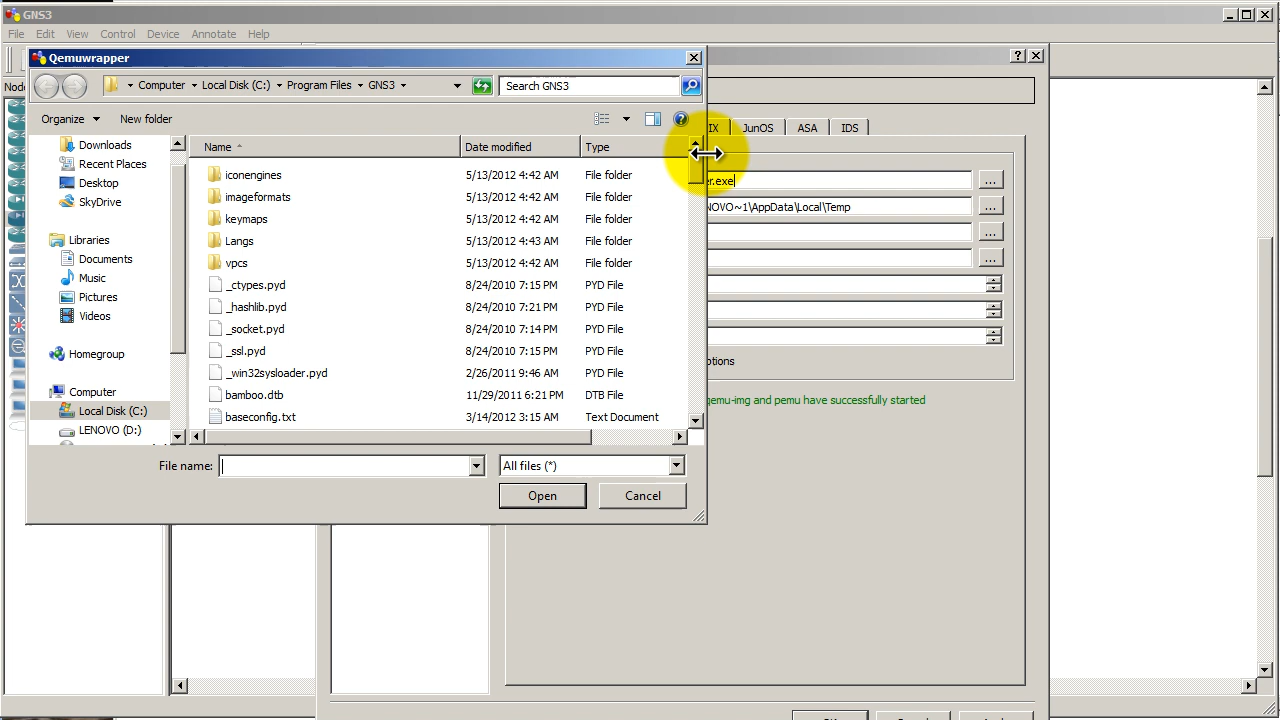 GNS3
File Edit View Control Device Annotate Help
Qemuwrapper
Computer Local Disk (C:) Program Files GNS3
Search GNS3
Organize New folder
Node
IX JunOS ASA IDS
Downloads
Recent Places
Desktop
SkyDrive
Libraries
Documents
Music
Pictures
Videos
Homegroup
Computer
Local Disk (C:)
LENOVO (D:)
Name Date modified Type
iconengines 5/13/2012 4:42 AM File folder
imageformats 5/13/2012 4:42 AM File folder
keymaps 5/13/2012 4:42 AM File folder
Langs 5/13/2012 4:43 AM File folder
vpcs 5/13/2012 4:42 AM File folder
_ctypes.pyd 8/24/2010 7:15 PM PYD File
_hashlib.pyd 8/24/2010 7:21 PM PYD File
_socket.pyd 8/24/2010 7:14 PM PYD File
_ssl.pyd 8/24/2010 7:15 PM PYD File
_win32sysloader.pyd 2/26/2011 9:46 AM PYD File
bamboo.dtb 11/29/2011 6:21 PM DTB File
baseconfig.txt 3/14/2012 3:15 AM Text Document
File name:
All files (*)
Open Cancel
er.exe ...
NOVO~1\AppData\Local\Temp ...
...
...
ptions
qemu-img and pemu have successfully started